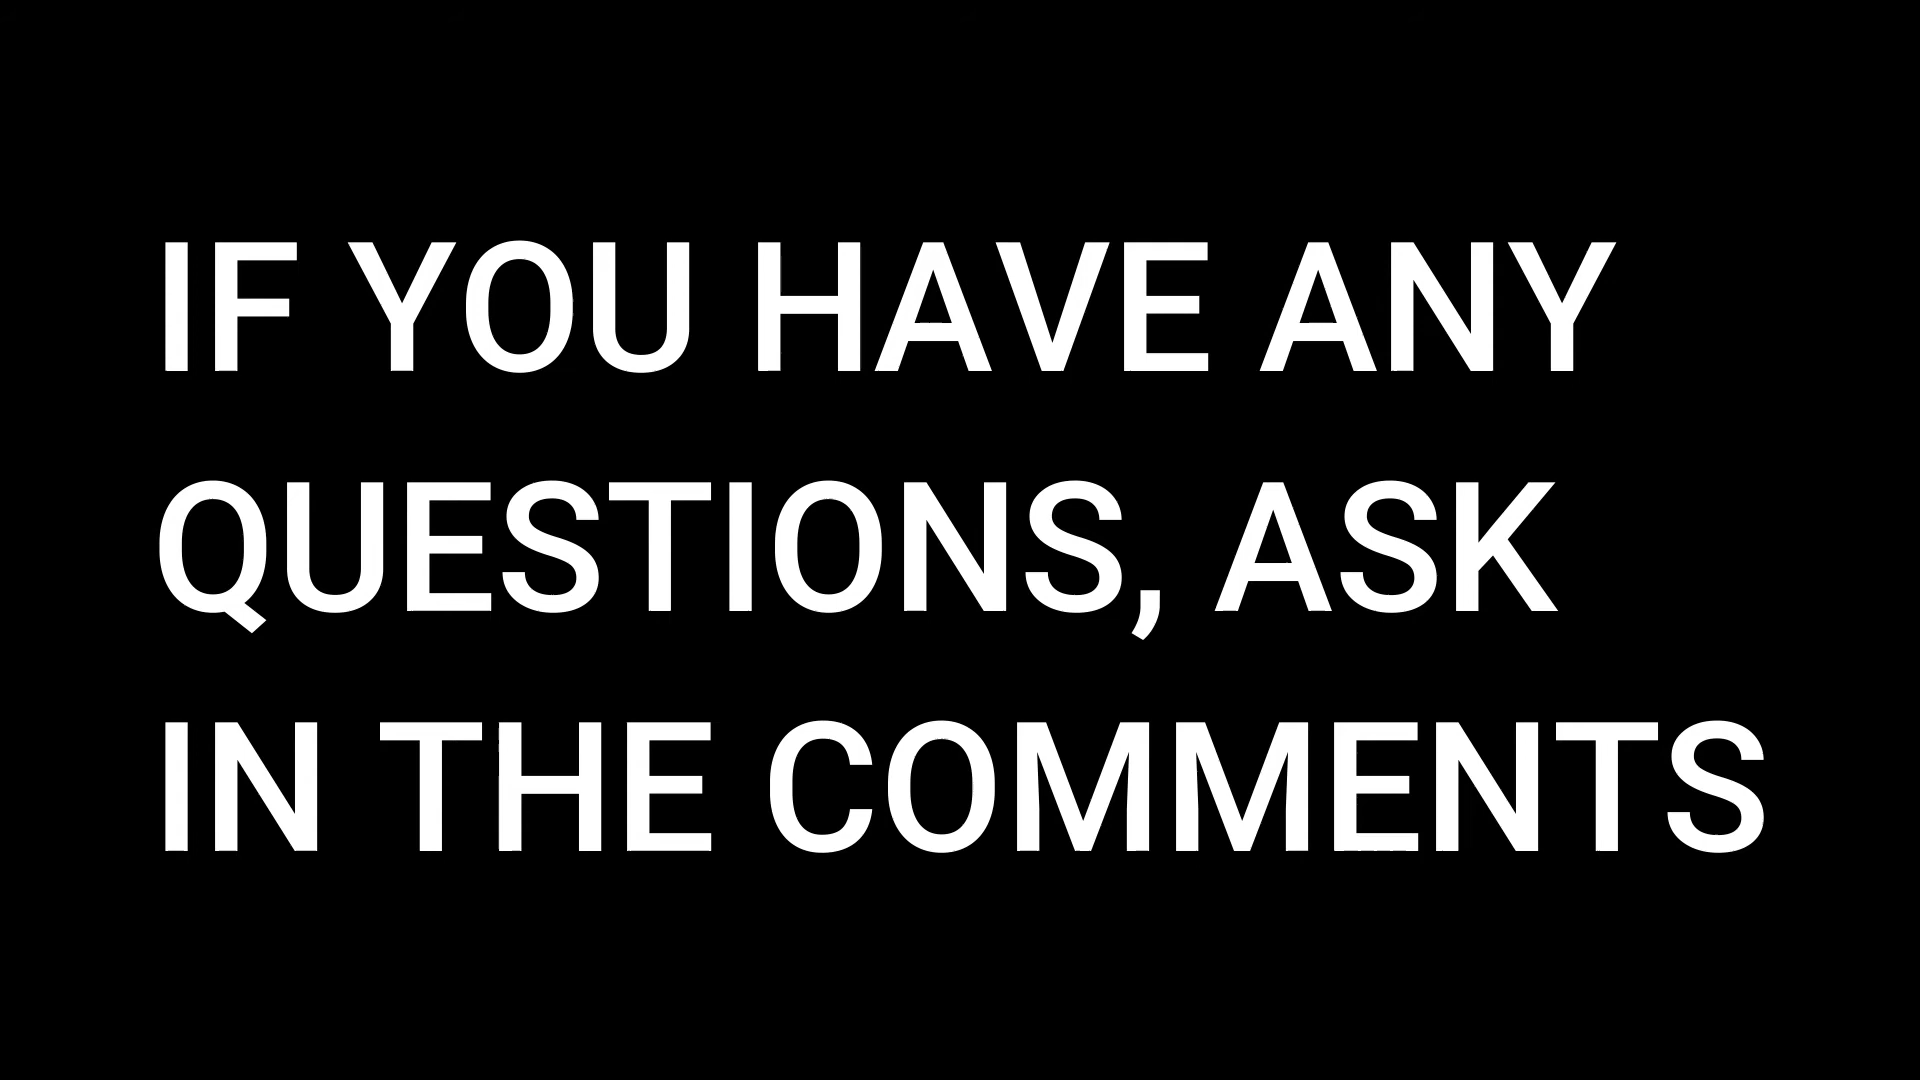 IF YOU HAVE ANY
QUESTIONS, ASK
IN THE COMMENTS